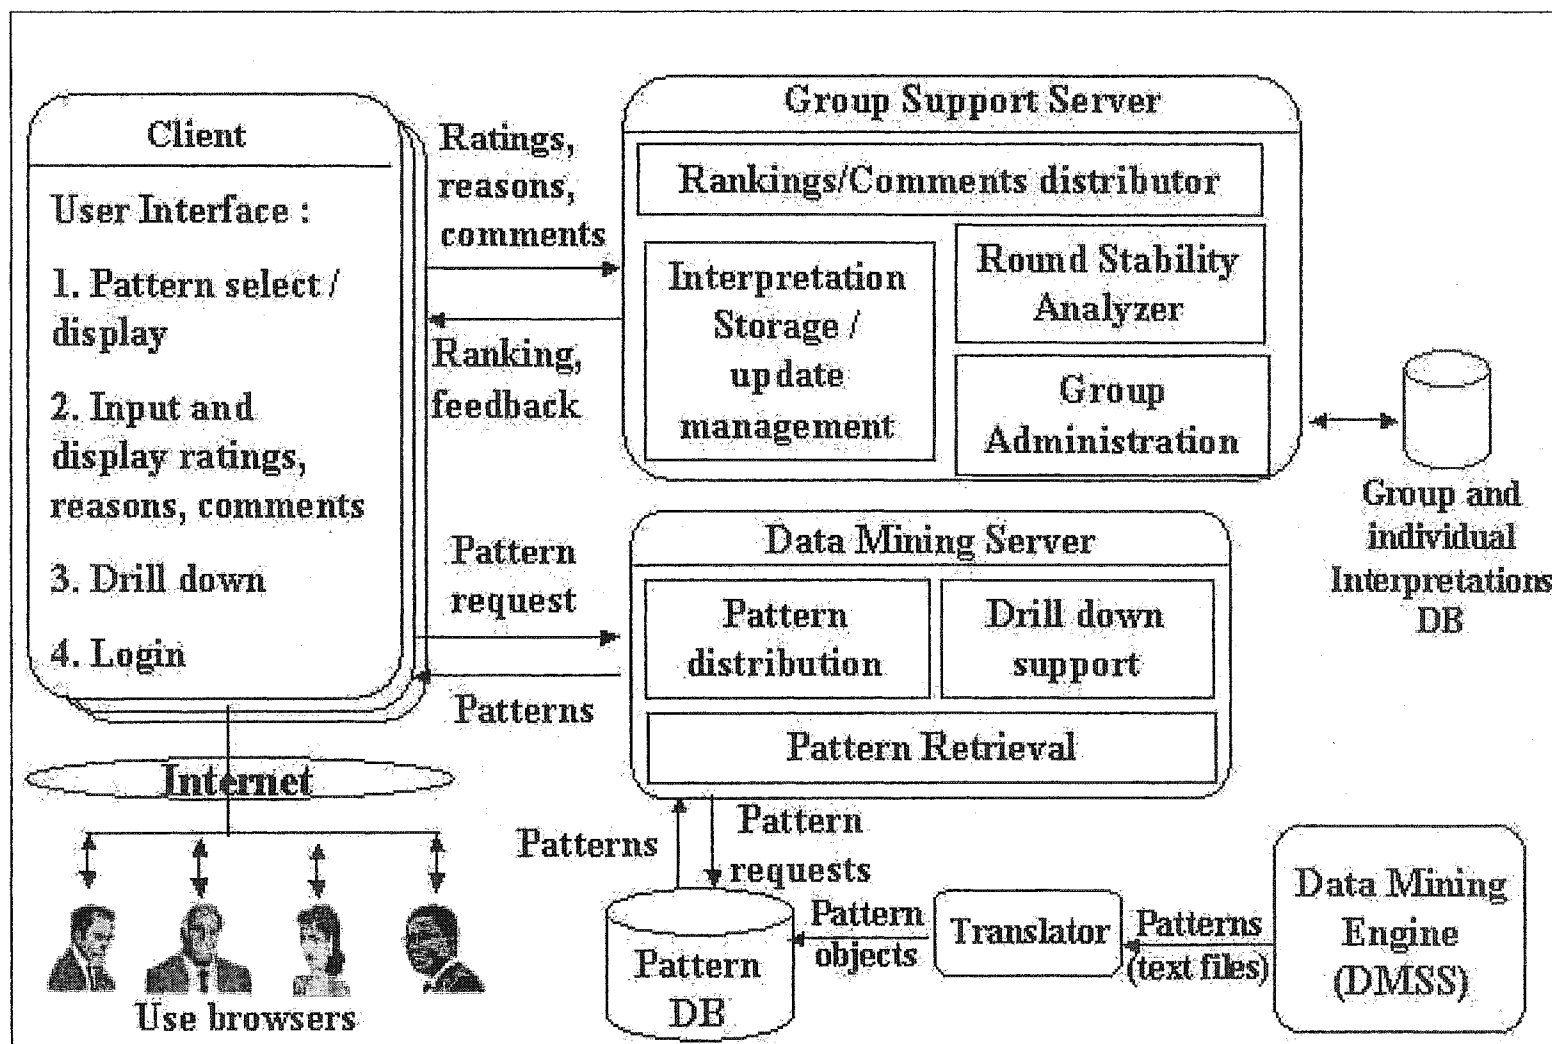 Client
User Interface :
1. Pattern select /
display
2. Input and
display ratings,
reasons, comments
3. Drill down
4. Login
Ratings,
reasons,
comments
Ranking,
feedback
Group Support Server
Rankings/Comments distributor
Interpretation
Storage /
update
management
Round Stability
Analyzer
Group
Administration
Group and
individual
Interpretations
DB
Pattern
request
Patterns
Data Mining Server
Pattern
distribution
Drill down
support
Pattern Retrieval
Internet
Use browsers
Patterns
Pattern
requests
Pattern
DB
Pattern
objects
Translator
Patterns
(text files)
Data Mining
Engine
(DMSS)